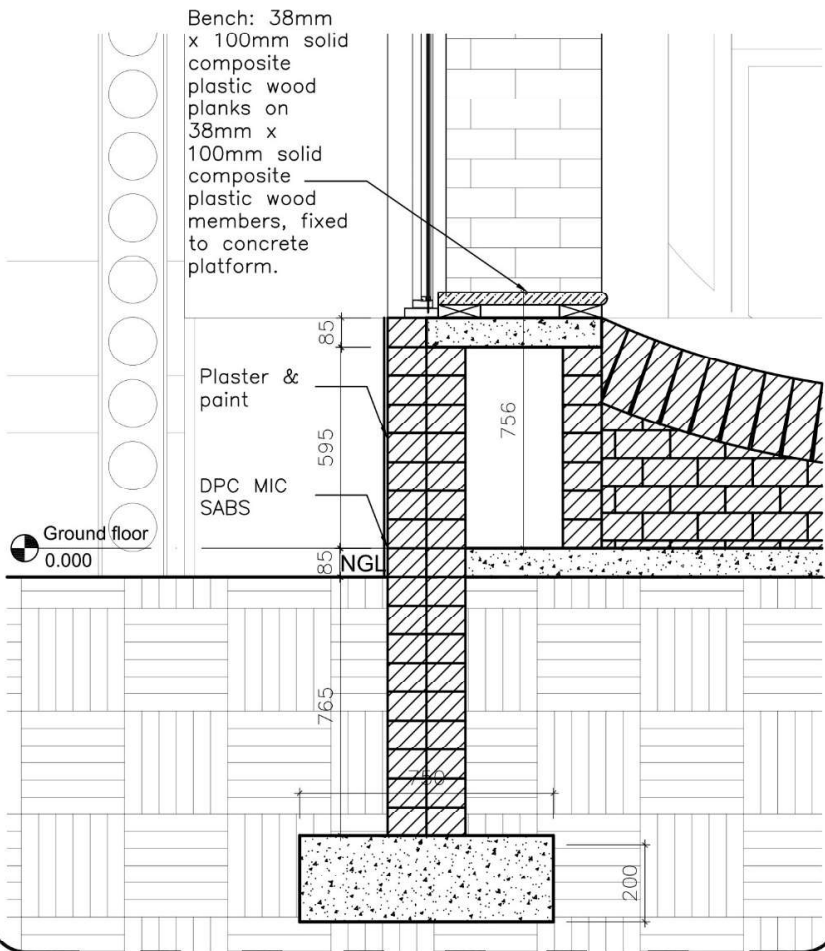 Bench: 38mm
x 100mm solid
composite
plastic wood
planks on
38mm x
100mm solid
composite
plastic wood
members, fixed
to concrete
platform.
85
Plaster &
paint
595
756
DPC MIC
SABS
Ground floor
0.000
85
NGL
765
750
200